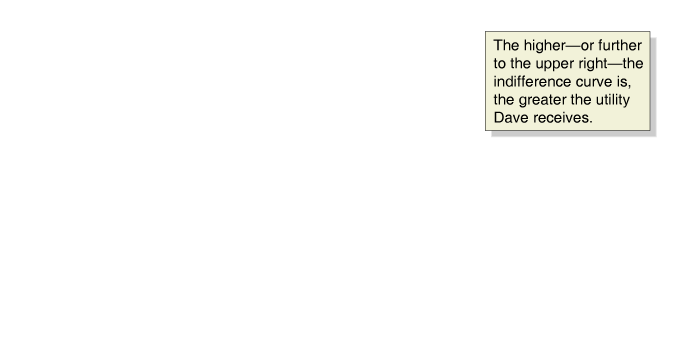 The higher—or further
to the upper right—the
indifference curve is,
the greater the utility
Dave receives.